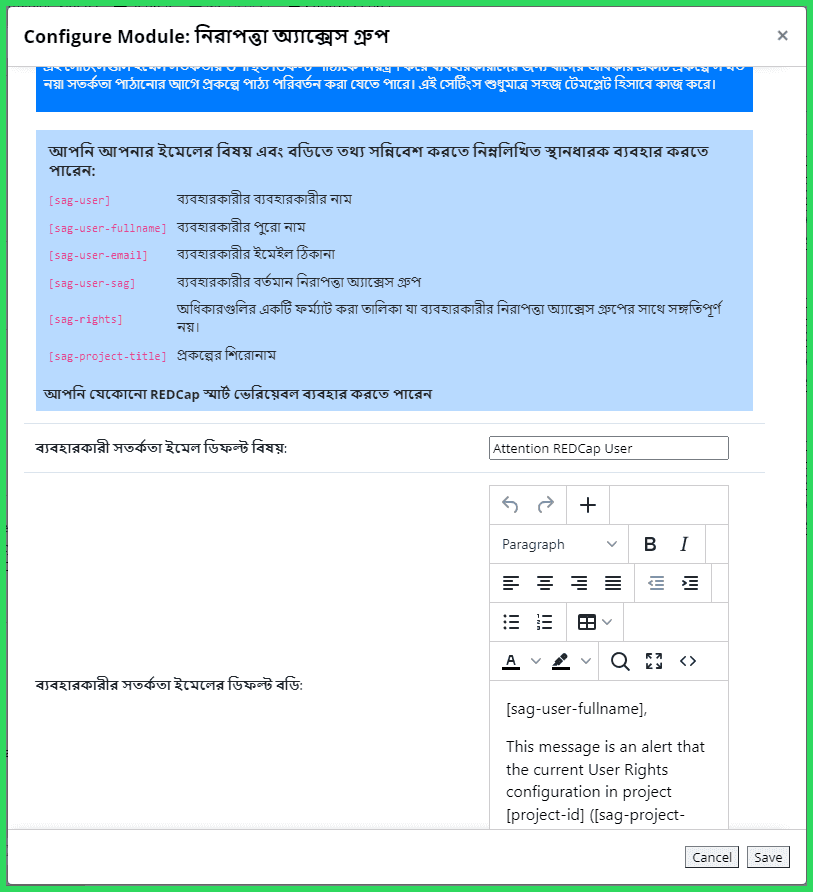 Configure Module: নিরাপত্তা অ্যাক্সেস গ্রুপ
×
নয়। সতর্কতা পাঠানোর আগে প্রকল্পে পাঠ্য পরিবর্তন করা যেতে পারে। এই সেটিংস শুধুমাত্র সহজ টেমপ্লেট হিসাবে কাজ করে।
আপনি আপনার ইমেলের বিষয় এবং বডিতে তথ্য সন্নিবেশ করতে নিম্নলিখিত স্থানধারক ব্যবহার করতে
পারেন:
[sag-user] ব্যবহারকারীর ব্যবহারকারীর নাম
[sag-user-fullname] ব্যবহারকারীর পুরো নাম
[sag-user-email] ব্যবহারকারীর ইমেইল ঠিকানা
[sag-user-sag] ব্যবহারকারীর বর্তমান নিরাপত্তা অ্যাক্সেস গ্রুপ
[sag-rights] অধিকারগুলির একটি ফর্ম্যাট করা তালিকা যা ব্যবহারকারীর নিরাপত্তা অ্যাক্সেস গ্রুপের সাথে সঙ্গতিপূর্ণ
নয়।
[sag-project-title] প্রকল্পের শিরোনাম
আপনি যেকোনো REDCap স্মার্ট ভেরিয়েবল ব্যবহার করতে পারেন
ব্যবহারকারী সতর্কতা ইমেল ডিফল্ট বিষয়: Attention REDCap User
Paragraph B I
ব্যবহারকারীর সতর্কতা ইমেলের ডিফল্ট বডি:
[sag-user-fullname],
This message is an alert that
the current User Rights
configuration in project
[project-id] ([sag-project-
Cancel Save